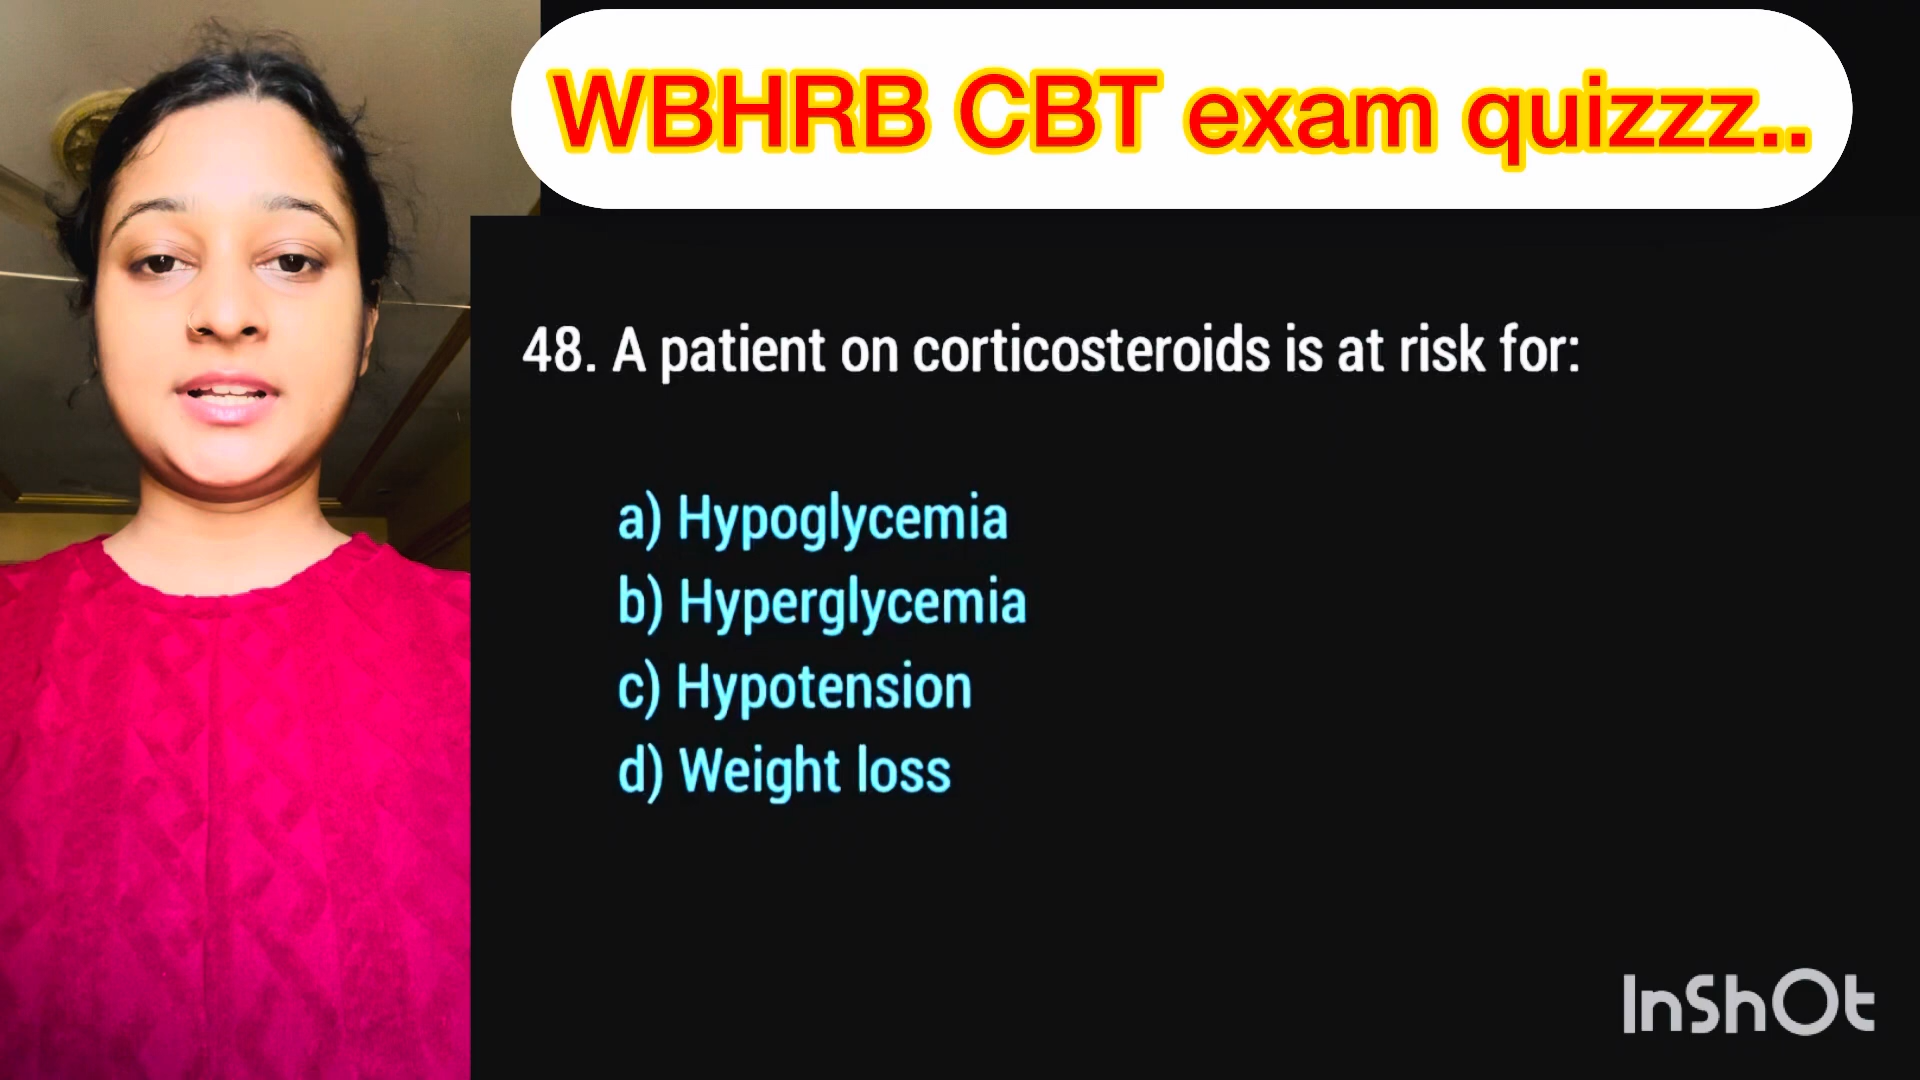 WBHRB CBT exam quizzz..
48. A patient on corticosteroids is at risk for:
a) Hypoglycemia
b) Hyperglycemia
c) Hypotension
d) Weight loss
InShOt